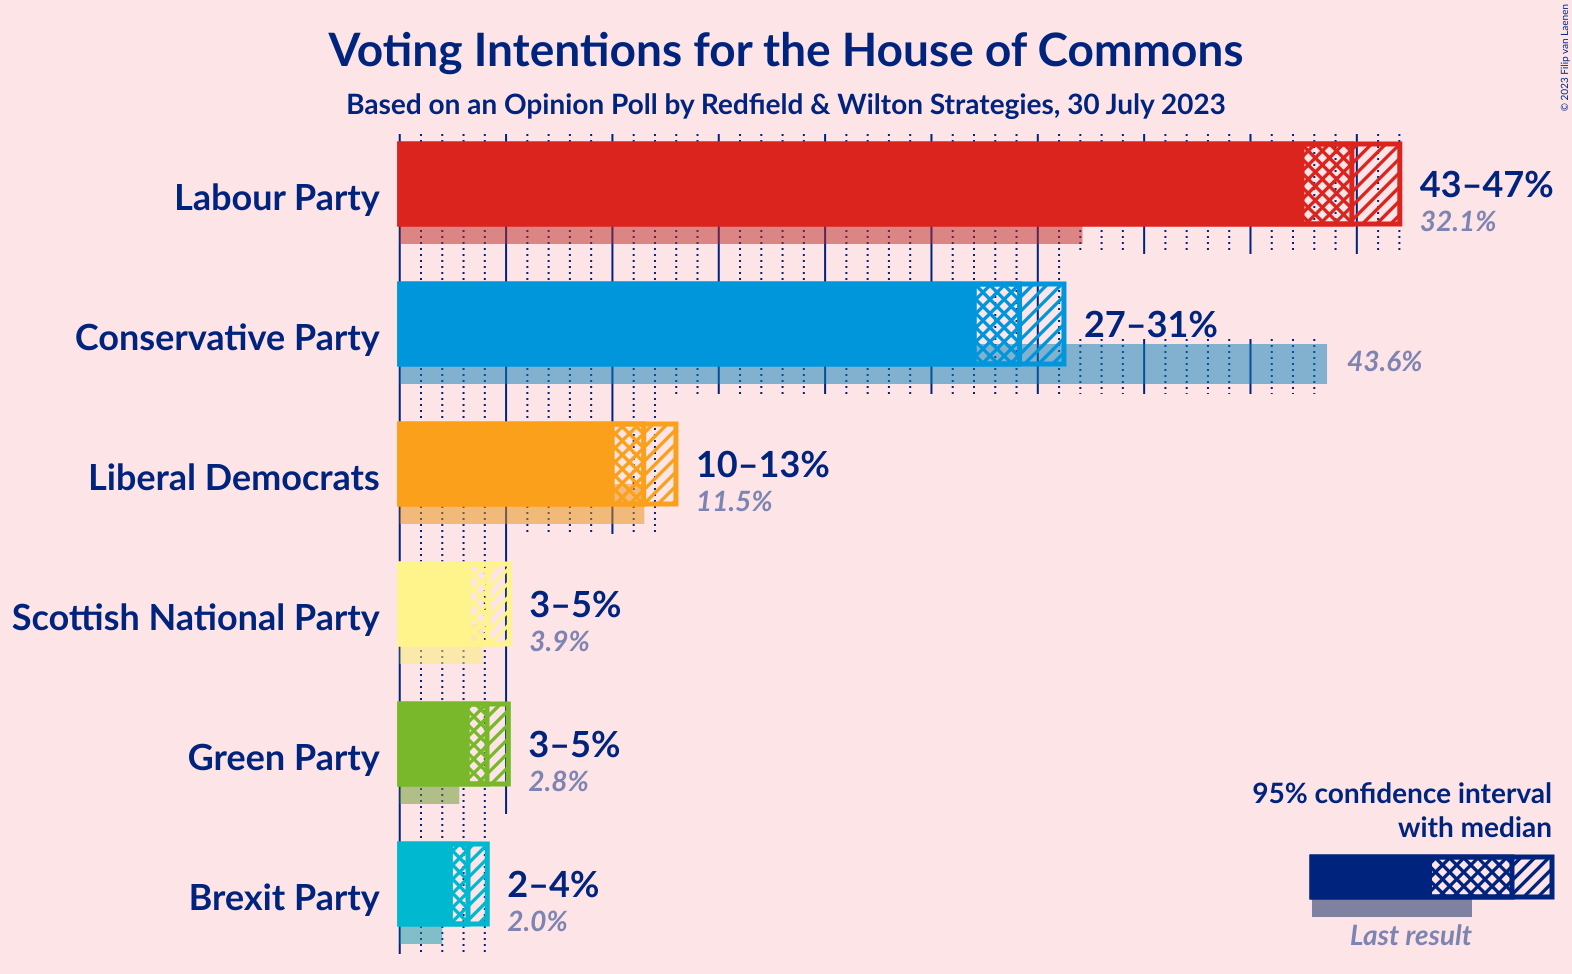 Voting Intentions for the House of Commons
Based on an Opinion Poll by Redfield & Wilton Strategies, 30 July 2023
© 2023 Filip van Laenen
Labour Party
43–47%
32.1%
Conservative Party
27–31%
43.6%
Liberal Democrats
10–13%
11.5%
Scottish National Party
3–5%
3.9%
Green Party
3–5%
2.8%
Brexit Party
2–4%
2.0%
95% confidence interval
with median
Last result